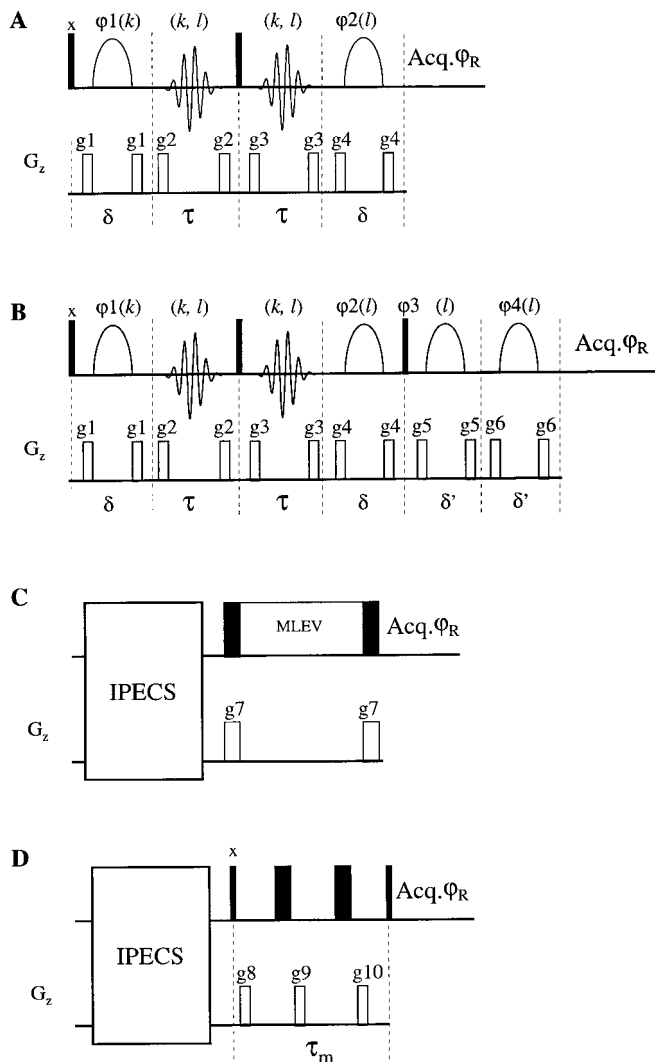 A x φ1(k) (k, l) (k, l) φ2(l) Acq.φR
g1 g1 g2 g2 g3 g3 g4 g4
Gz
δ τ τ δ
B x φ1(k) (k, l) (k, l) φ2(l) φ3 (l) φ4(l) Acq.φR
g1 g1 g2 g2 g3 g3 g4 g4 g5 g5 g6 g6
Gz
δ τ τ δ δ' δ'
C
IPECS MLEV Acq.φR
g7 g7
Gz
D x
IPECS Acq.φR
g8 g9 g10
Gz
τm